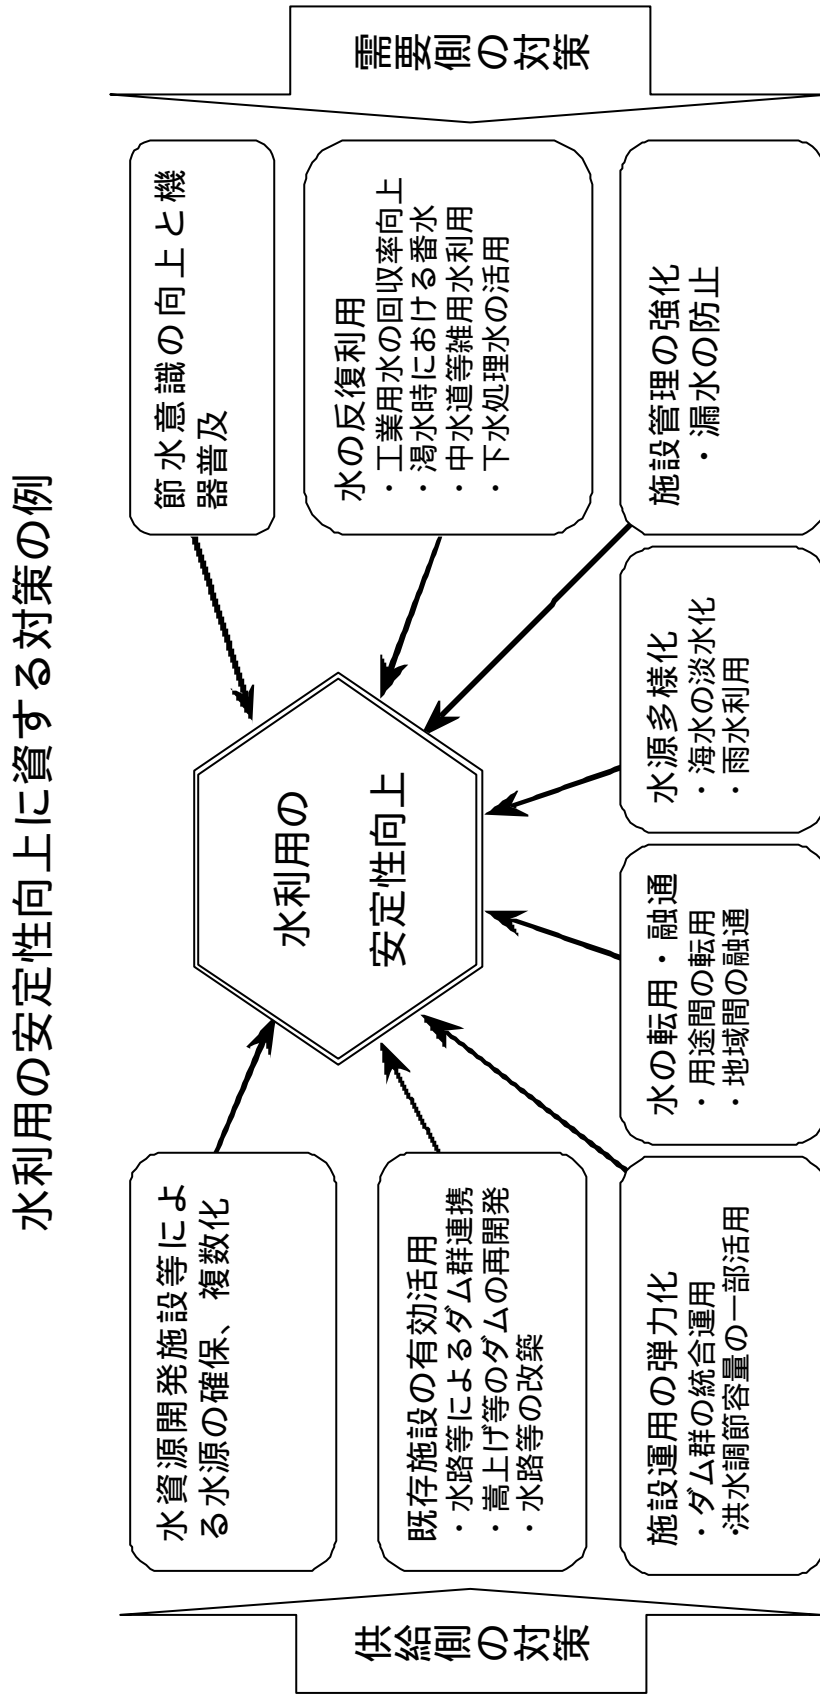 水利用の安定性向上に資する対策の例
供給側の対策
需要側の対策
水資源開発施設等によ
る水源の確保、複数化
既存施設の有効活用
・水路等によるダム群連携
・嵩上げ等のダムの再開発
・水路等の改築
施設運用の弾力化
・ダム群の統合運用
・洪水調節容量の一部活用
水利用の
安定性向上
水の転用・融通
・用途間の転用
・地域間の融通
水源多様化
・海水の淡水化
・雨水利用
節水意識の向上と機
器普及
水の反復利用
・工業用水の回収率向上
・渇水時における番水
・中水道等雑用水利用
・下水処理水の活用
施設管理の強化
・漏水の防止